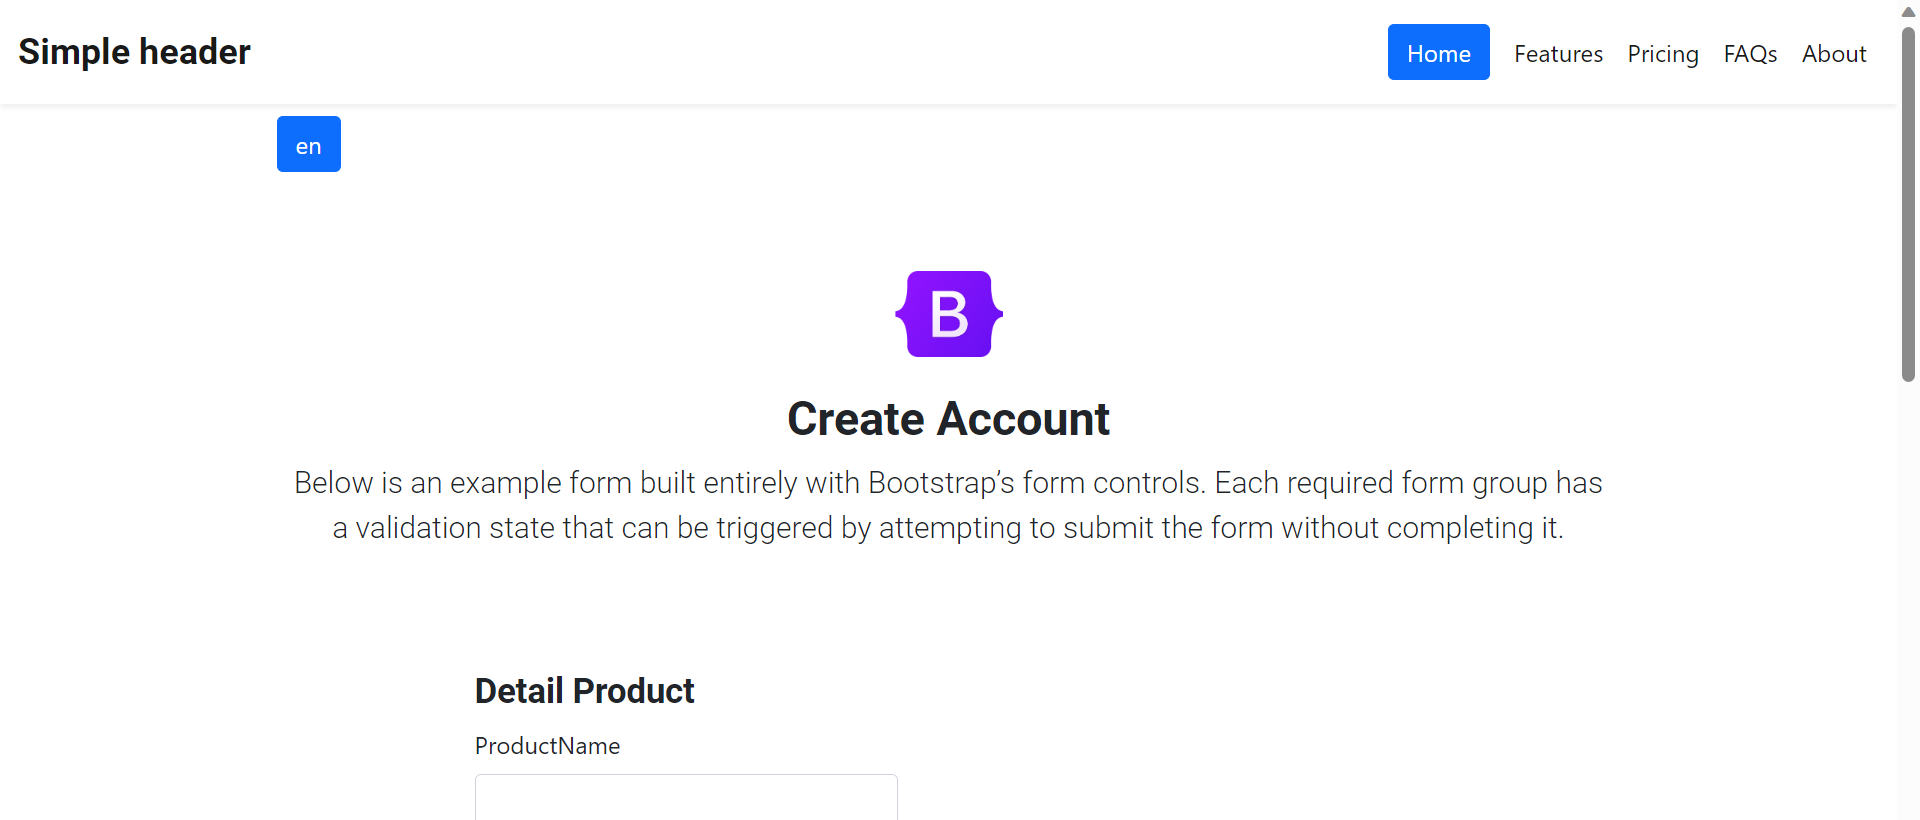 Simple header
Home
Features
Pricing
FAQs
About
en
B
Create Account
Below is an example form built entirely with Bootstrap’s form controls. Each required form group has
a validation state that can be triggered by attempting to submit the form without completing it.
Detail Product
ProductName